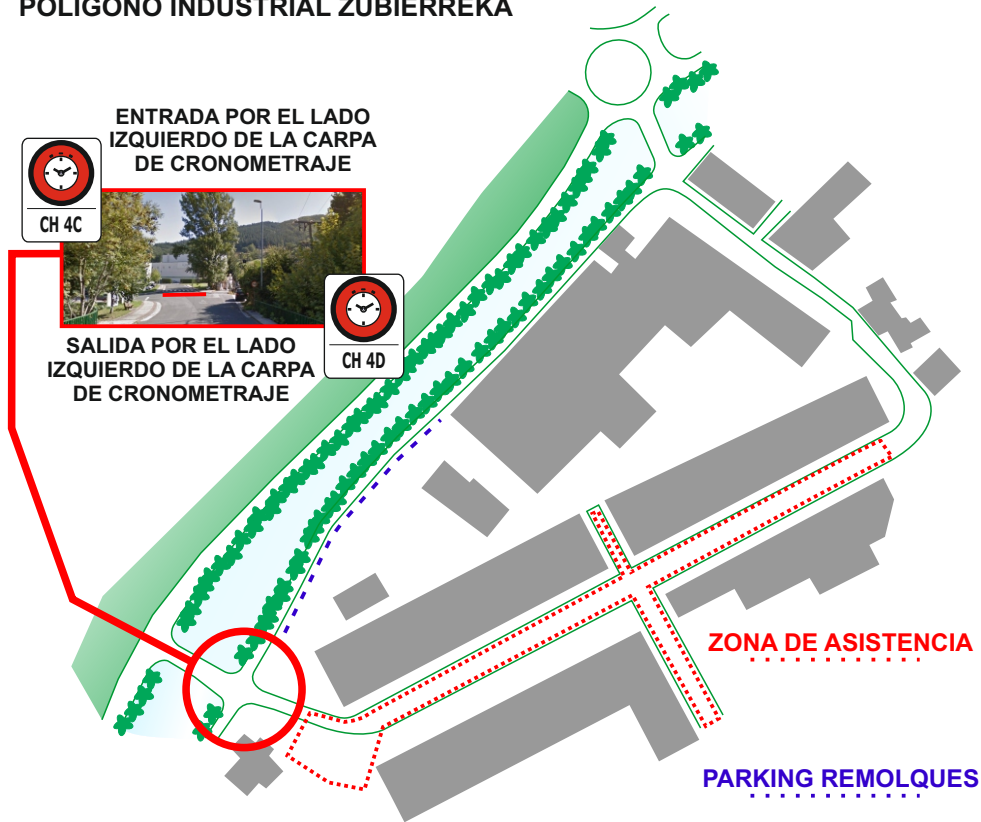 POLIGONO INDUSTRIAL ZUBIERREKA
ENTRADA POR EL LADO
IZQUIERDO DE LA CARPA
DE CRONOMETRAJE
CH 4C
CH 4D
SALIDA POR EL LADO
IZQUIERDO DE LA CARPA
DE CRONOMETRAJE
ZONA DE ASISTENCIA
PARKING REMOLQUES